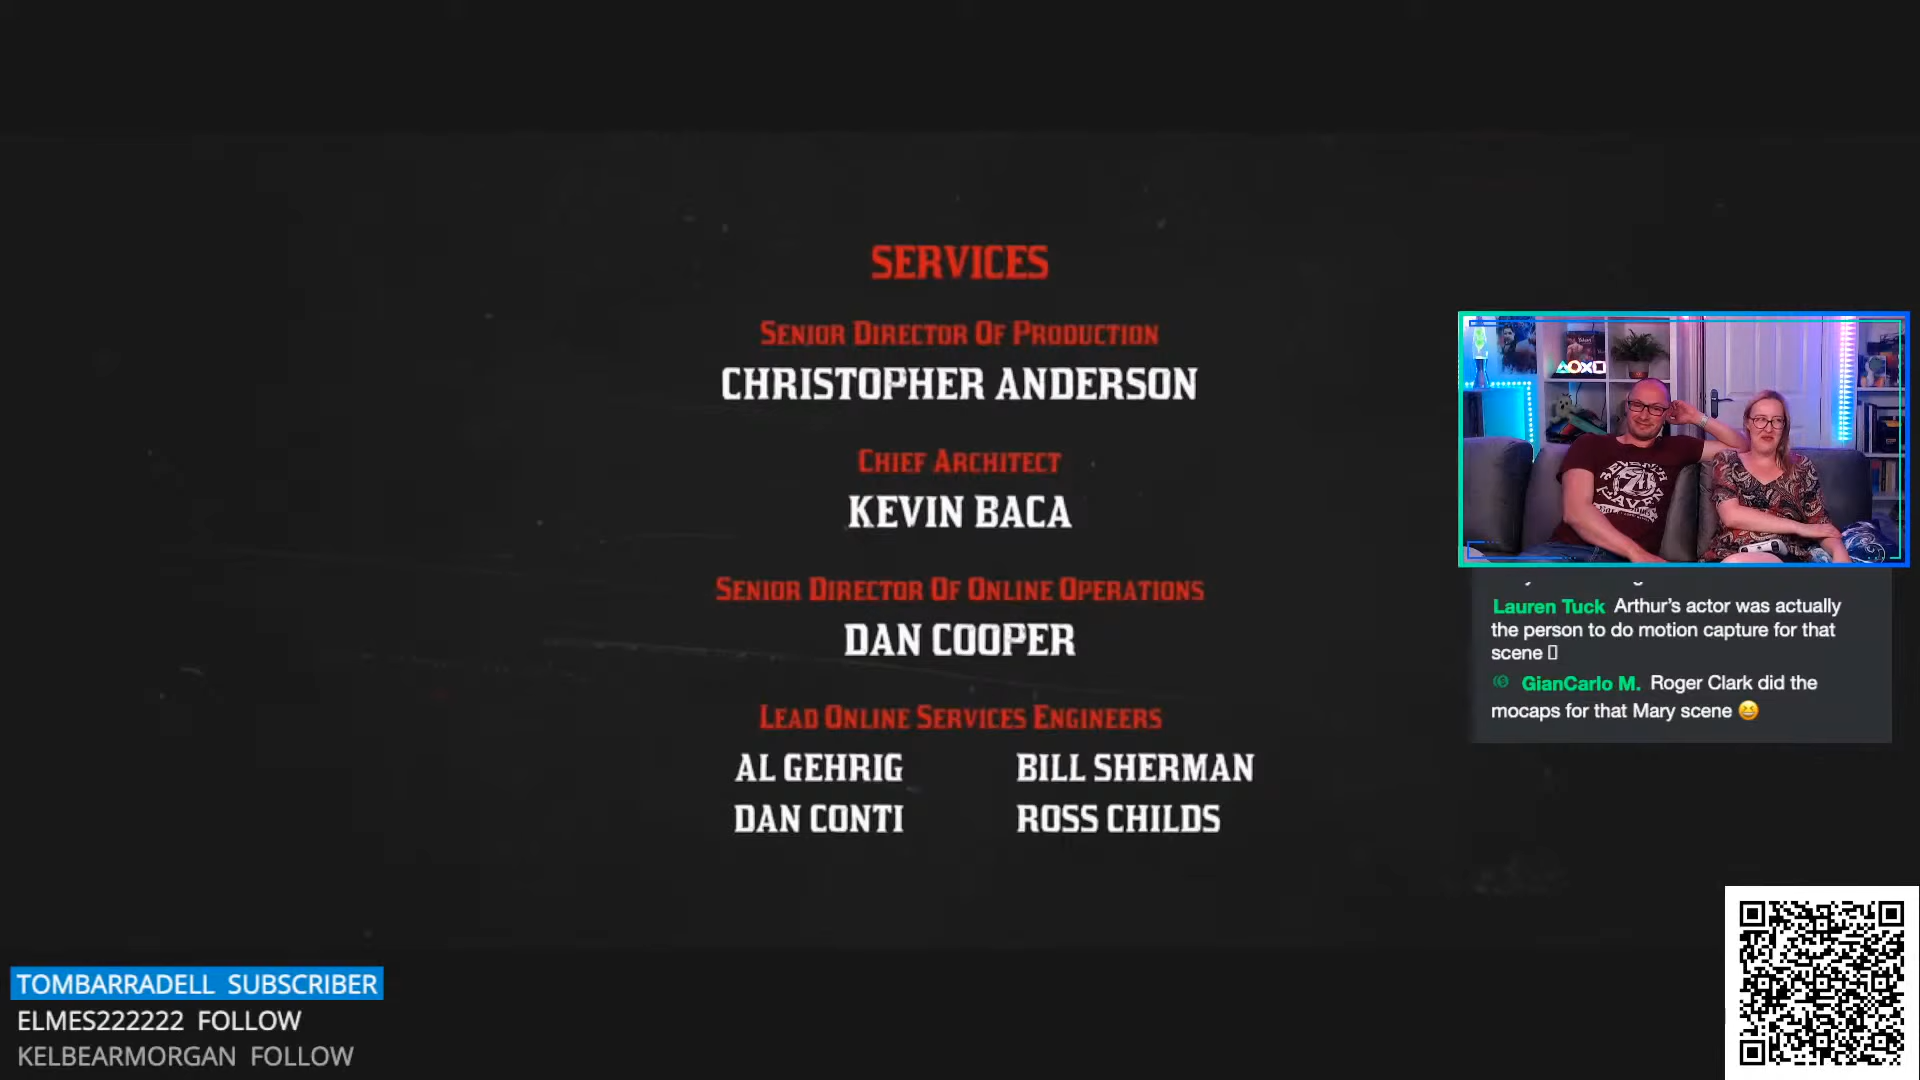 SERVICES
SENIOR DIRECTOR OF PRODUCTION
CHRISTOPHER ANDERSON
CHIEF ARCHITECT
KEVIN BACA
SENIOR DIRECTOR OF ONLINE OPERATIONS
DAN COOPER
LEAD ONLINE SERVICES ENGINEERS
AL GEHRIG BILL SHERMAN
DAN CONTI ROSS CHILDS
Lauren Tuck Arthur's actor was actually
the person to do motion capture for that
scene
GianCarlo M. Roger Clark did the
mocaps for that Mary scene 😆
TOMBARRADELL SUBSCRIBER
ELMES222222 FOLLOW
KELBEARMORGAN FOLLOW